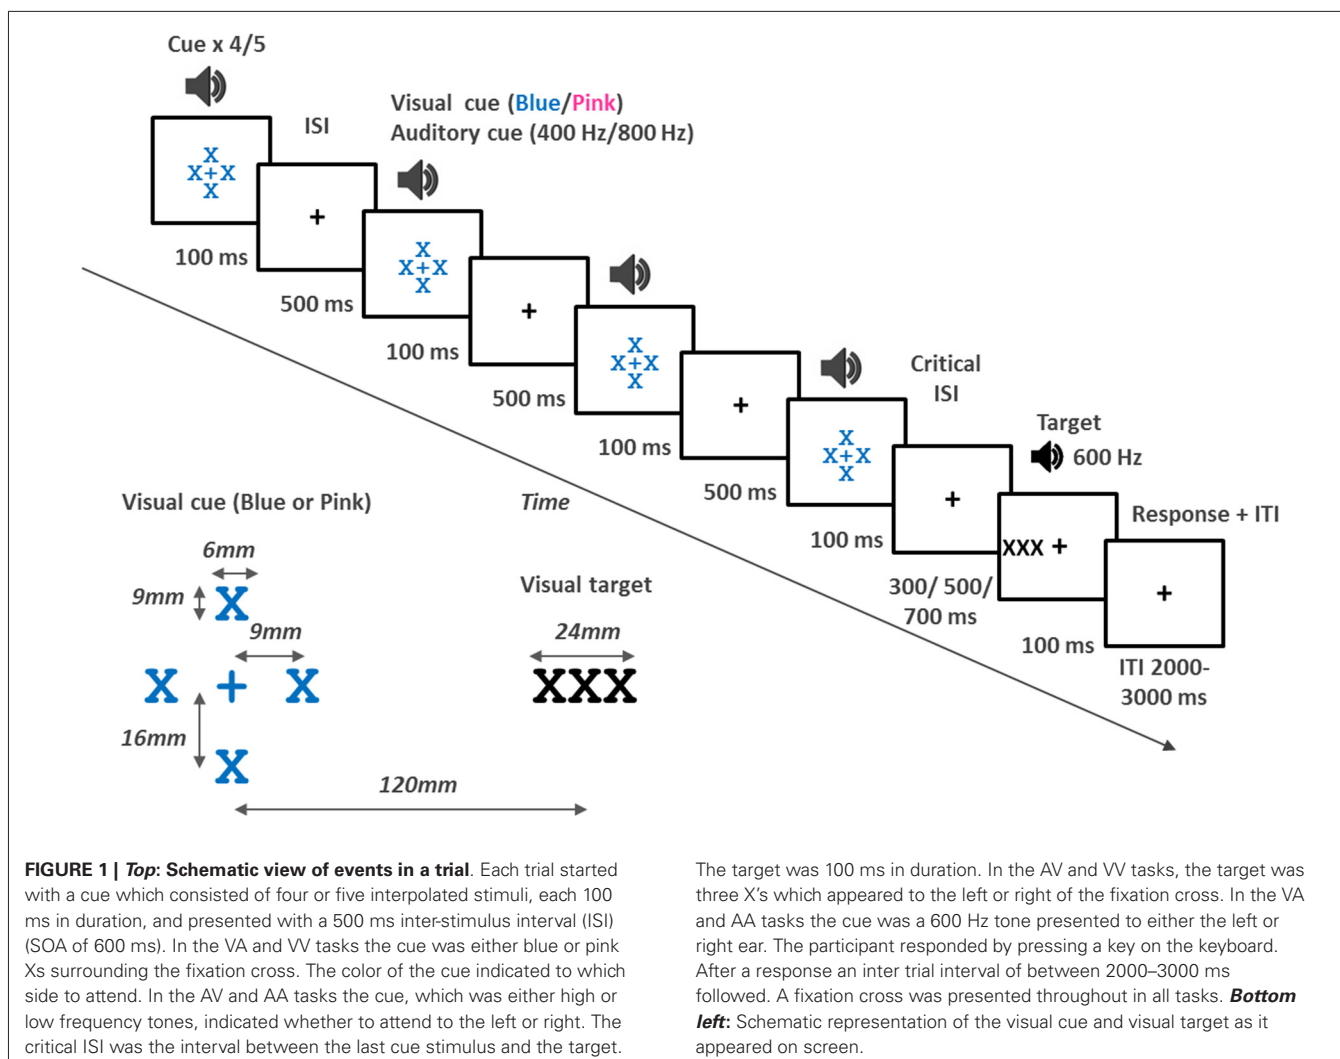 Cue x 4/5
ISI
Visual cue (Blue/Pink)
Auditory cue (400 Hz/800 Hz)
X
X+X
X
+
100 ms
X
X+X
X
500 ms
+
100 ms
X
X+X
X
500 ms
+
100 ms
Critical
ISI
X
X+X
X
500 ms
+
100 ms
Target
600 Hz
XXX +
300/ 500/
700 ms
Response + ITI
+
100 ms
ITI 2000-
3000 ms
Time
Visual cue (Blue or Pink)
6mm
9mm
X
9mm
X + X
16mm
X
120mm
Visual target
24mm
XXX
FIGURE 1 | Top: Schematic view of events in a trial. Each trial started
with a cue which consisted of four or five interpolated stimuli, each 100
ms in duration, and presented with a 500 ms inter-stimulus interval (ISI)
(SOA of 600 ms). In the VA and VV tasks the cue was either blue or pink
Xs surrounding the fixation cross. The color of the cue indicated to which
side to attend. In the AV and AA tasks the cue, which was either high or
low frequency tones, indicated whether to attend to the left or right. The
critical ISI was the interval between the last cue stimulus and the target.
The target was 100 ms in duration. In the AV and VV tasks, the target was
three X's which appeared to the left or right of the fixation cross. In the VA
and AA tasks the cue was a 600 Hz tone presented to either the left or
right ear. The participant responded by pressing a key on the keyboard.
After a response an inter trial interval of between 2000–3000 ms
followed. A fixation cross was presented throughout in all tasks. Bottom
left: Schematic representation of the visual cue and visual target as it
appeared on screen.